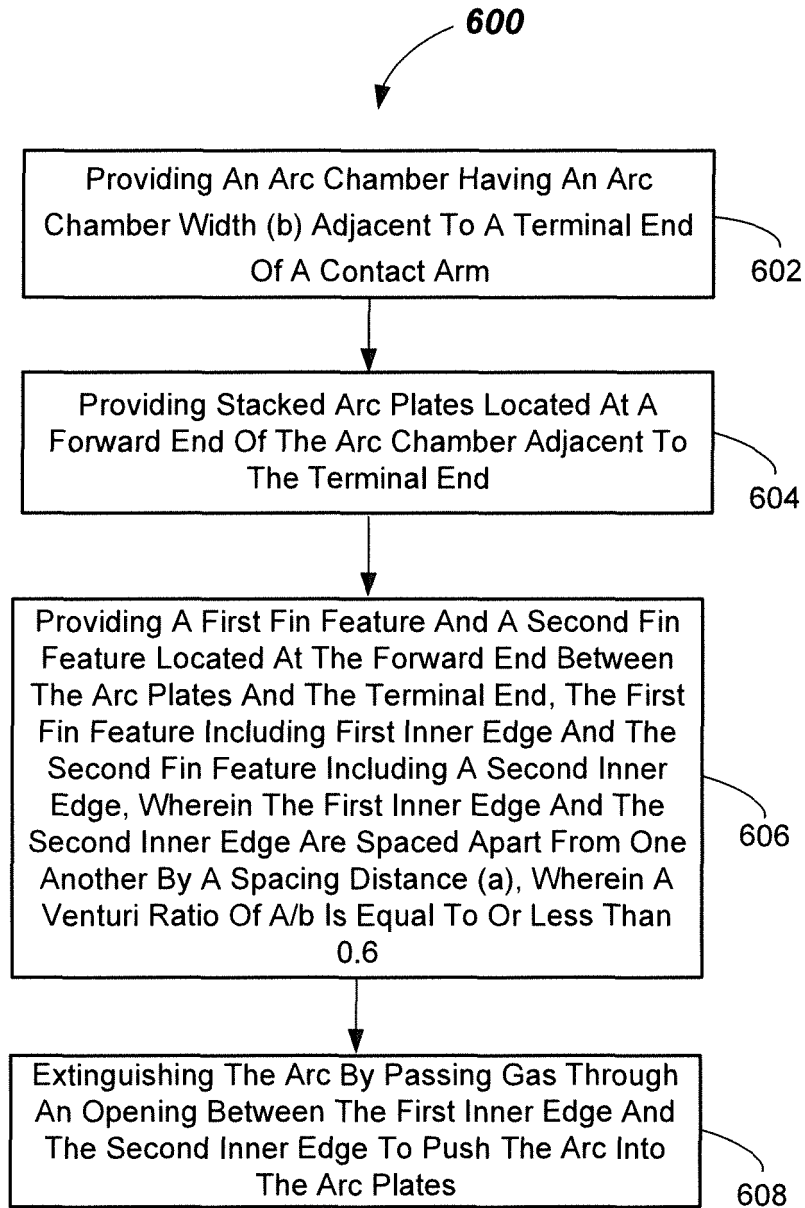 600
Providing An Arc Chamber Having An Arc
Chamber Width (b) Adjacent To A Terminal End
Of A Contact Arm
602
Providing Stacked Arc Plates Located At A
Forward End Of The Arc Chamber Adjacent To
The Terminal End
604
Providing A First Fin Feature And A Second Fin
Feature Located At The Forward End Between
The Arc Plates And The Terminal End, The First
Fin Feature Including First Inner Edge And The
Second Fin Feature Including A Second Inner
Edge, Wherein The First Inner Edge And The
Second Inner Edge Are Spaced Apart From One
Another By A Spacing Distance (a), Wherein A
Venturi Ratio Of A/b Is Equal To Or Less Than
0.6
606
Extinguishing The Arc By Passing Gas Through
An Opening Between The First Inner Edge And
The Second Inner Edge To Push The Arc Into
The Arc Plates
608